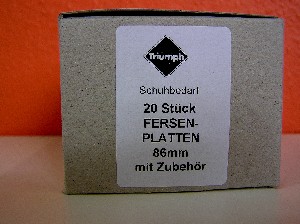 Triumph
Schuhbedarf
20 Stück
FERSEN-
PLATTEN
86mm
mit Zubehör